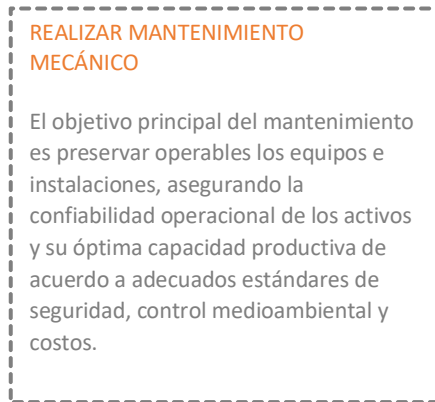 REALIZAR MANTENIMIENTO
MECÁNICO
El objetivo principal del mantenimiento
es preservar operables los equipos e
instalaciones, asegurando la
confiabilidad operacional de los activos
y su óptima capacidad productiva de
acuerdo a adecuados estándares de
seguridad, control medioambiental y
costos.